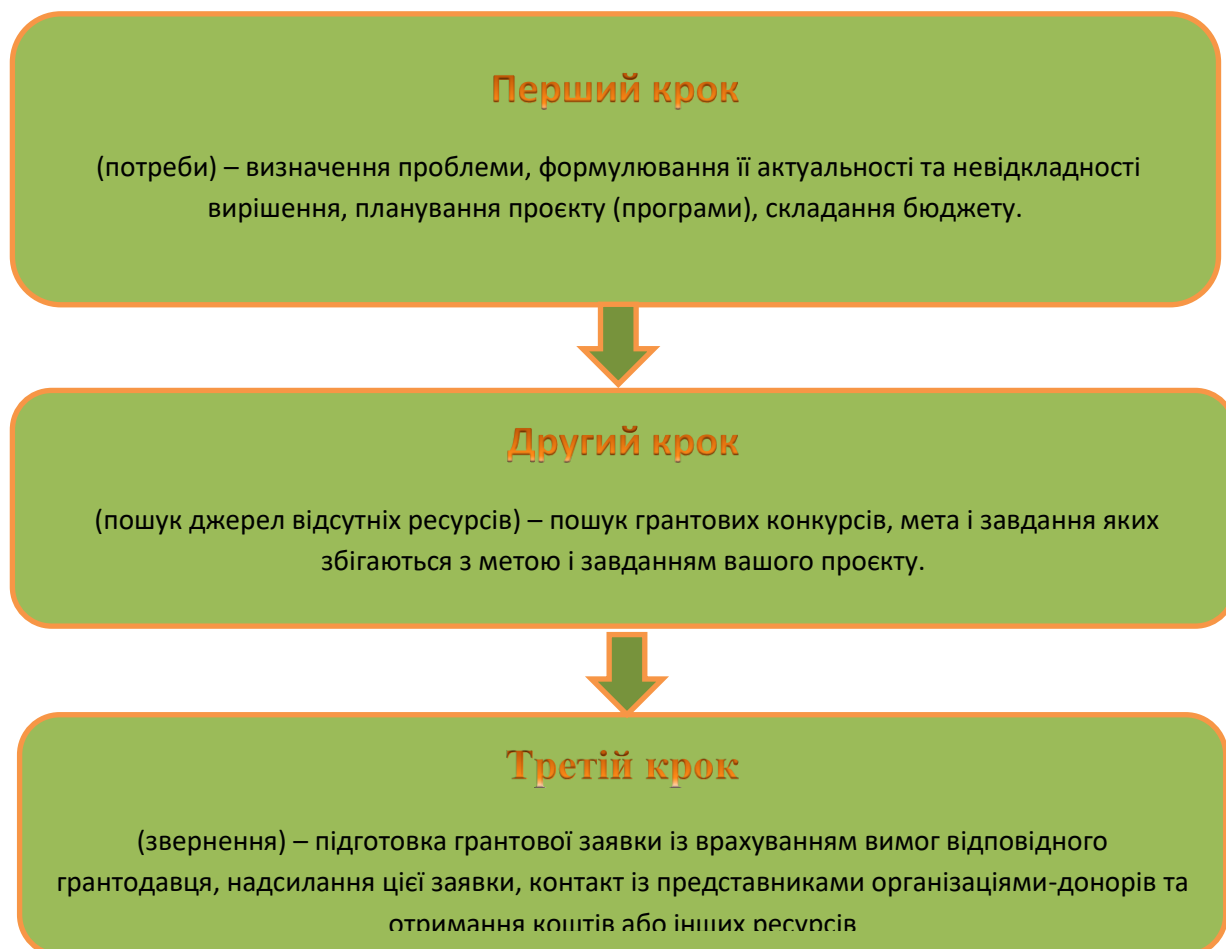 Перший крок
(потреби) – визначення проблеми, формулювання її актуальності та невідкладності
вирішення, планування проєкту (програми), складання бюджету.
Другий крок
(пошук джерел відсутніх ресурсів) – пошук грантових конкурсів, мета і завдання яких
збігаються з метою і завданням вашого проєкту.
Третій крок
(звернення) – підготовка грантової заявки із врахуванням вимог відповідного
грантодавця, надсилання цієї заявки, контакт із представниками організаціями-донорів та
отримання коштів або інших ресурсів